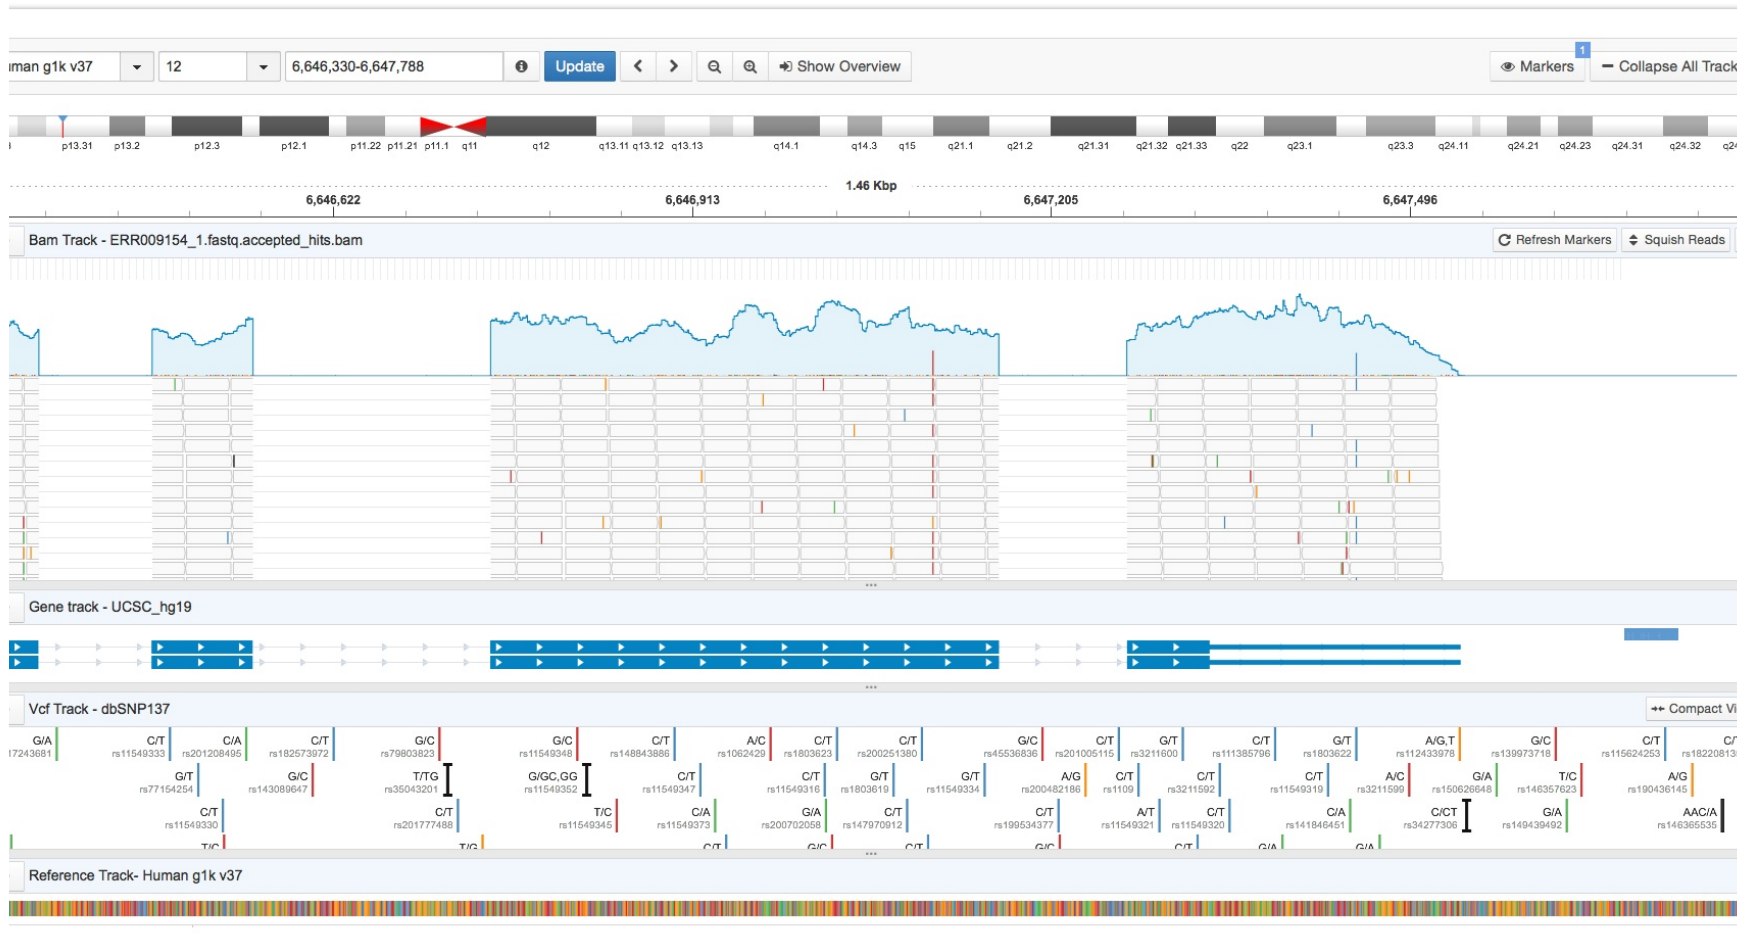 man g1k v37 12 6,646,330-6,647,788 Update Show Overview Markers 1 Collapse All Track
p13.31 p13.2 p12.3 p12.1 p11.22 p11.21 p11.1 q11 q12 q13.11 q13.12 q13.13 q14.1 q14.3 q15 q21.1 q21.2 q21.31 q21.32 q21.33 q22 q23.1 q23.3 q24.11 q24.21 q24.23 q24.31 q24.32 q24
1.46 Kbp
6,646,622 6,646,913 6,647,205 6,647,496
Bam Track - ERR009154_1.fastq.accepted_hits.bam Refresh Markers Squish Reads
Gene track - UCSC_hg19
Vcf Track - dbSNP137 Compact Vi
G/A C/T C/A C/T G/C G/C C/T A/C C/T C/T G/C C/T G/T C/T G/T A/G,T G/C C/T C/T
17243681 rs11549333 rs201208495 rs182573972 rs79803823 rs11549348 rs148843886 rs1062429 rs1803623 rs200251380 rs45536836 rs201005115 rs3211600 rs111385796 rs1803622 rs112433978 rs139973718 rs115624253 rs18220813
G/T G/C T/TG G/GC,GG C/T C/T G/T G/T A/G C/T C/T C/T A/C G/A T/C A/G
rs77154254 rs143089647 rs35043201 rs11549352 rs11549347 rs11549316 rs1803619 rs11549334 rs200482186 rs1109 rs3211592 rs11549319 rs3211599 rs150626648 rs146357623 rs190436145
C/T C/T T/C C/A G/A C/T C/T A/T C/T C/A C/CT G/A AAC/A
rs11549330 rs201777488 rs11549345 rs11549373 rs200702058 rs147970912 rs199534377 rs11549321 rs11549320 rs141846451 rs34277306 rs149439492 rs146365535
T/C T/G C/T G/C C/T G/C C/T G/A G/A
Reference Track- Human g1k v37